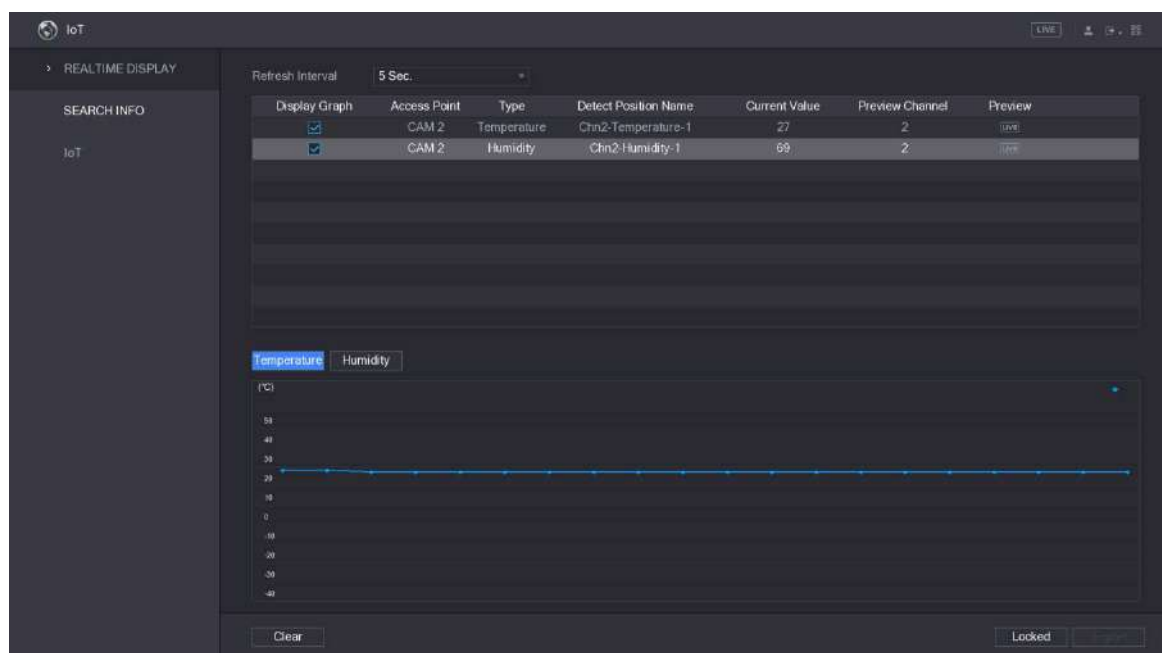 IoT LIVE
REALTIME DISPLAY
SEARCH INFO
IoT
Refresh Interval 5 Sec.
Display Graph Access Point Type Detect Position Name Current Value Preview Channel Preview
CAM 2 Temperature Chn2-Temperature-1 27 2 LIVE
CAM 2 Humidity Chn2-Humidity-1 69 2 LIVE
Temperature Humidity
(°C)
50
40
30
20
10
0
-10
-20
-30
-40
Clear Locked